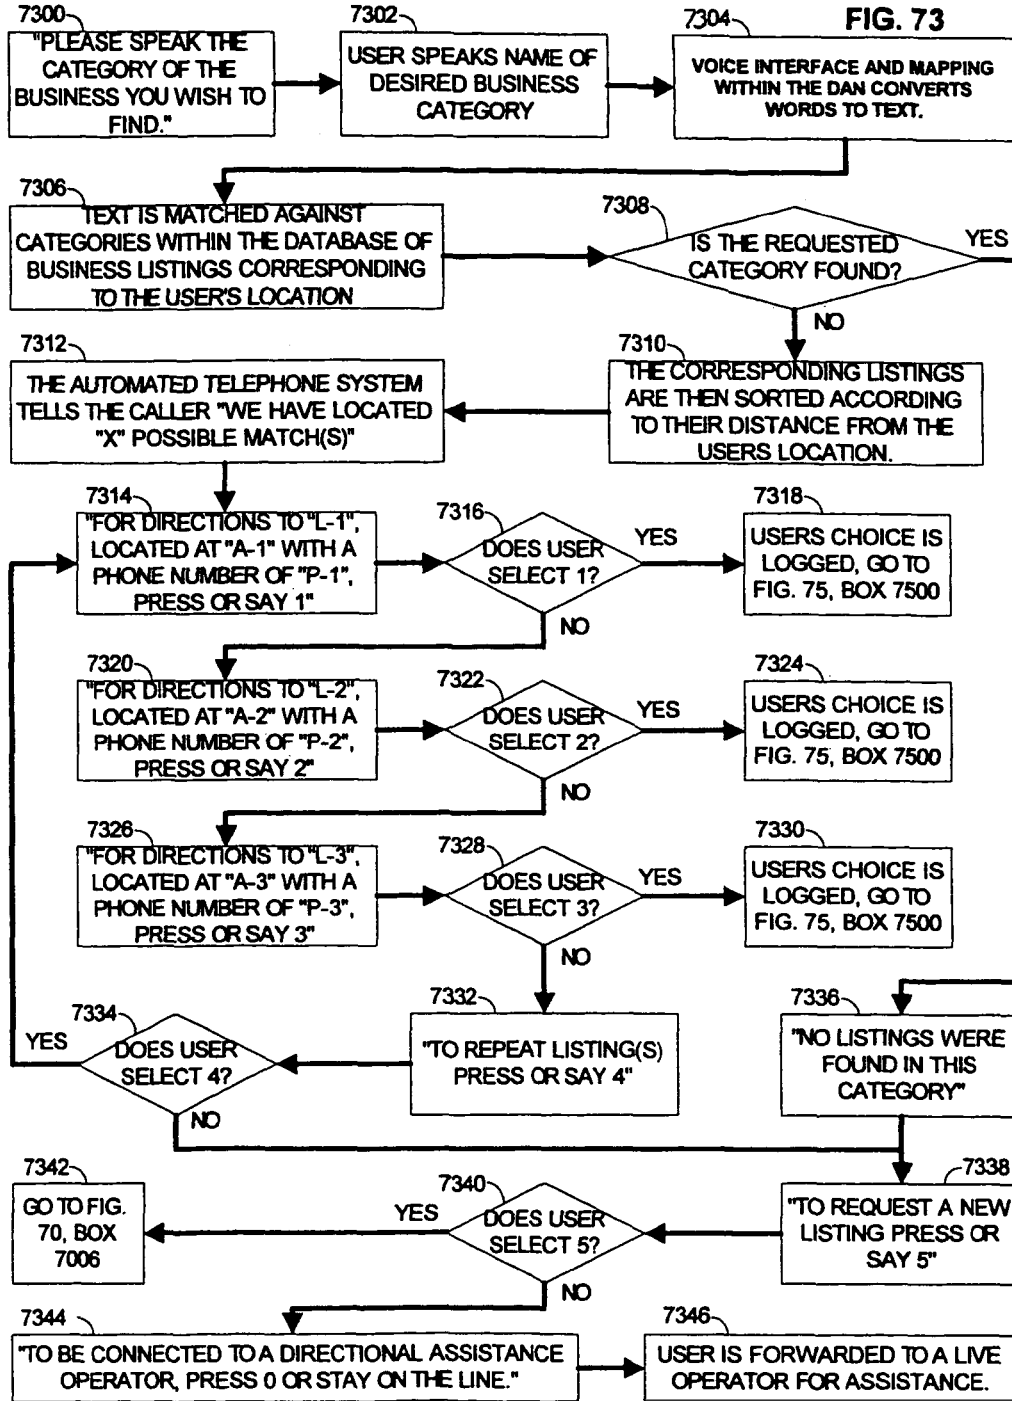 FIG. 73
7300
"PLEASE SPEAK THE
CATEGORY OF THE
BUSINESS YOU WISH TO
FIND."
7302
USER SPEAKS NAME OF
DESIRED BUSINESS
CATEGORY
7304
VOICE INTERFACE AND MAPPING
WITHIN THE DAN CONVERTS
WORDS TO TEXT.
7306
TEXT IS MATCHED AGAINST
CATEGORIES WITHIN THE DATABASE OF
BUSINESS LISTINGS CORRESPONDING
TO THE USER'S LOCATION
7308
IS THE REQUESTED
CATEGORY FOUND?
YES
NO
7310
THE CORRESPONDING LISTINGS
ARE THEN SORTED ACCORDING
TO THEIR DISTANCE FROM THE
USERS LOCATION.
7312
THE AUTOMATED TELEPHONE SYSTEM
TELLS THE CALLER "WE HAVE LOCATED
"X" POSSIBLE MATCH(S)"
7314
"FOR DIRECTIONS TO "L-1",
LOCATED AT "A-1" WITH A
PHONE NUMBER OF "P-1",
PRESS OR SAY 1"
7316
DOES USER
SELECT 1?
YES
NO
7318
USERS CHOICE IS
LOGGED, GO TO
FIG. 75, BOX 7500
7320
"FOR DIRECTIONS TO "L-2",
LOCATED AT "A-2" WITH A
PHONE NUMBER OF "P-2",
PRESS OR SAY 2"
7322
DOES USER
SELECT 2?
YES
NO
7324
USERS CHOICE IS
LOGGED, GO TO
FIG. 75, BOX 7500
7326
"FOR DIRECTIONS TO "L-3",
LOCATED AT "A-3" WITH A
PHONE NUMBER OF "P-3",
PRESS OR SAY 3"
7328
DOES USER
SELECT 3?
YES
NO
7330
USERS CHOICE IS
LOGGED, GO TO
FIG. 75, BOX 7500
7332
"TO REPEAT LISTING(S)
PRESS OR SAY 4"
7334
DOES USER
SELECT 4?
YES
NO
7336
"NO LISTINGS WERE
FOUND IN THIS
CATEGORY"
7338
"TO REQUEST A NEW
LISTING PRESS OR
SAY 5"
7340
DOES USER
SELECT 5?
YES
NO
7342
GO TO FIG.
70, BOX
7006
7344
"TO BE CONNECTED TO A DIRECTIONAL ASSISTANCE
OPERATOR, PRESS 0 OR STAY ON THE LINE."
7346
USER IS FORWARDED TO A LIVE
OPERATOR FOR ASSISTANCE.